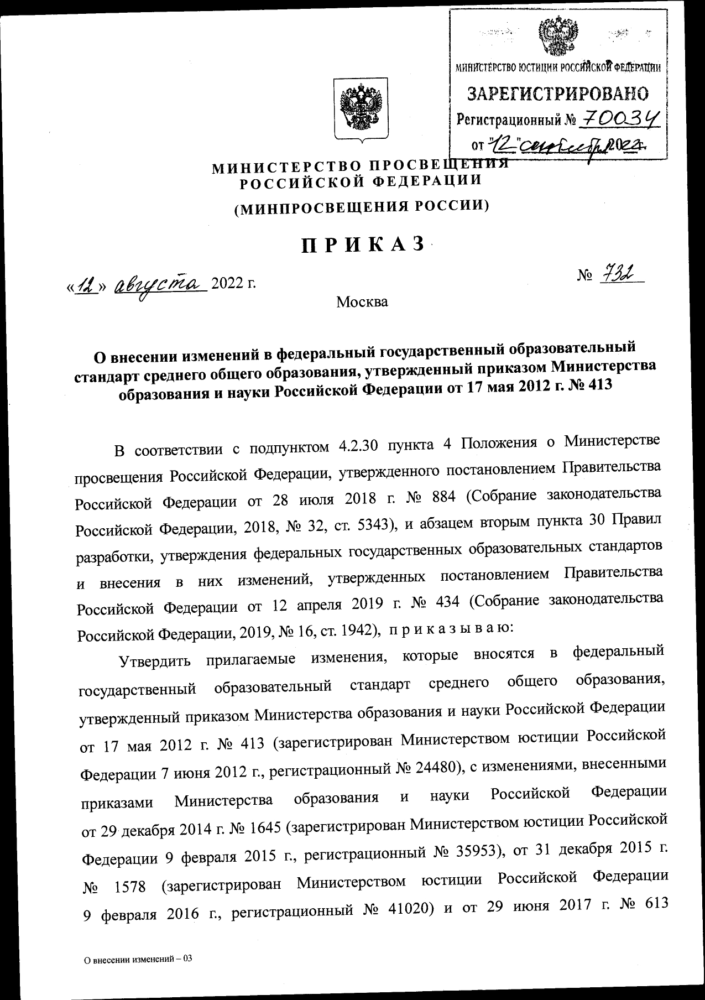 МИНИСТЕРСТВО ЮСТИЦИИ РОССИЙСКОЙ ФЕДЕРАЦИИ
ЗАРЕГИСТРИРОВАНО
Регистрационный № 70034
от "12" сентября 2022 г.
МИНИСТЕРСТВО ПРОСВЕЩЕНИЯ
РОССИЙСКОЙ ФЕДЕРАЦИИ
(МИНПРОСВЕЩЕНИЯ РОССИИ)
П Р И К А З
«12» августа 2022 г.
№ 732
Москва
О внесении изменений в федеральный государственный образовательный
стандарт среднего общего образования, утвержденный приказом Министерства
образования и науки Российской Федерации от 17 мая 2012 г. № 413
В соответствии с подпунктом 4.2.30 пункта 4 Положения о Министерстве
просвещения Российской Федерации, утвержденного постановлением Правительства
Российской Федерации от 28 июля 2018 г. № 884 (Собрание законодательства
Российской Федерации, 2018, № 32, ст. 5343), и абзацем вторым пункта 30 Правил
разработки, утверждения федеральных государственных образовательных стандартов
и внесения в них изменений, утвержденных постановлением Правительства
Российской Федерации от 12 апреля 2019 г. № 434 (Собрание законодательства
Российской Федерации, 2019, № 16, ст. 1942), п р и к а з ы в а ю:
Утвердить прилагаемые изменения, которые вносятся в федеральный
государственный образовательный стандарт среднего общего образования,
утвержденный приказом Министерства образования и науки Российской Федерации
от 17 мая 2012 г. № 413 (зарегистрирован Министерством юстиции Российской
Федерации 7 июня 2012 г., регистрационный № 24480), с изменениями, внесенными
приказами Министерства образования и науки Российской Федерации
от 29 декабря 2014 г. № 1645 (зарегистрирован Министерством юстиции Российской
Федерации 9 февраля 2015 г., регистрационный № 35953), от 31 декабря 2015 г.
№ 1578 (зарегистрирован Министерством юстиции Российской Федерации
9 февраля 2016 г., регистрационный № 41020) и от 29 июня 2017 г. № 613
О внесении изменений – 03